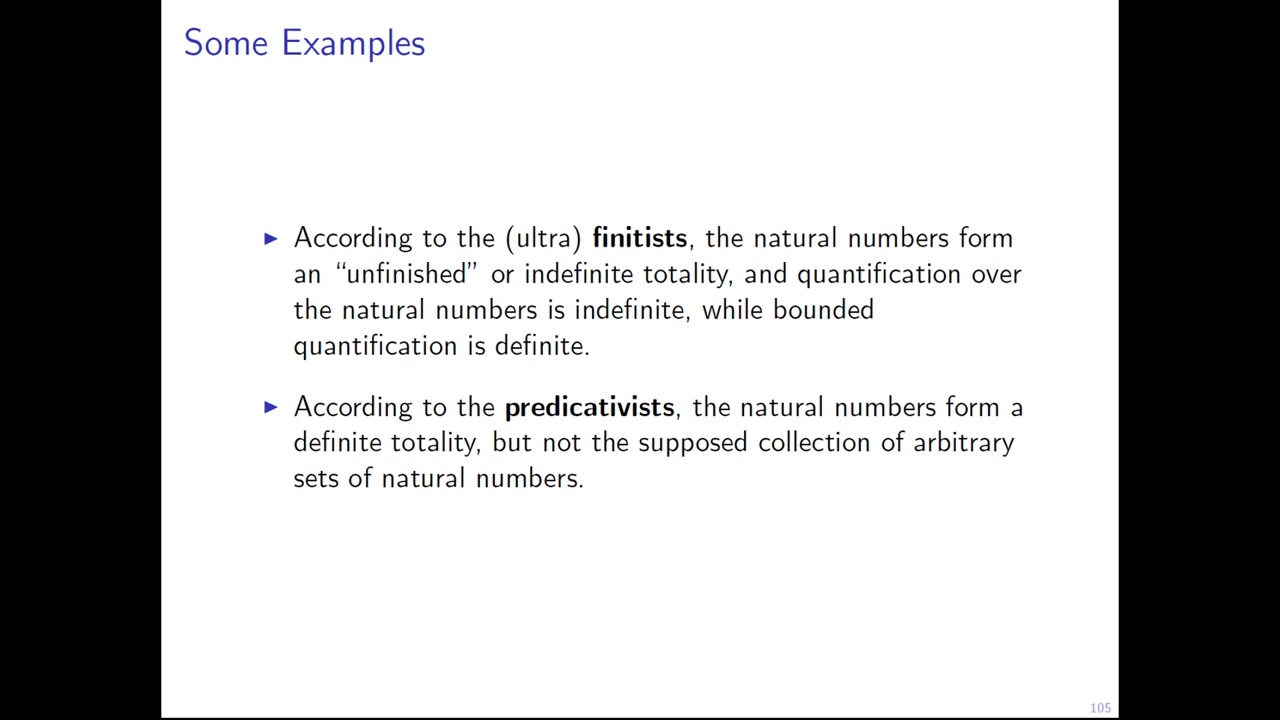 Some Examples
▶ According to the (ultra) finitists, the natural numbers form
an “unfinished” or indefinite totality, and quantification over
the natural numbers is indefinite, while bounded
quantification is definite.
▶ According to the predicativists, the natural numbers form a
definite totality, but not the supposed collection of arbitrary
sets of natural numbers.
105